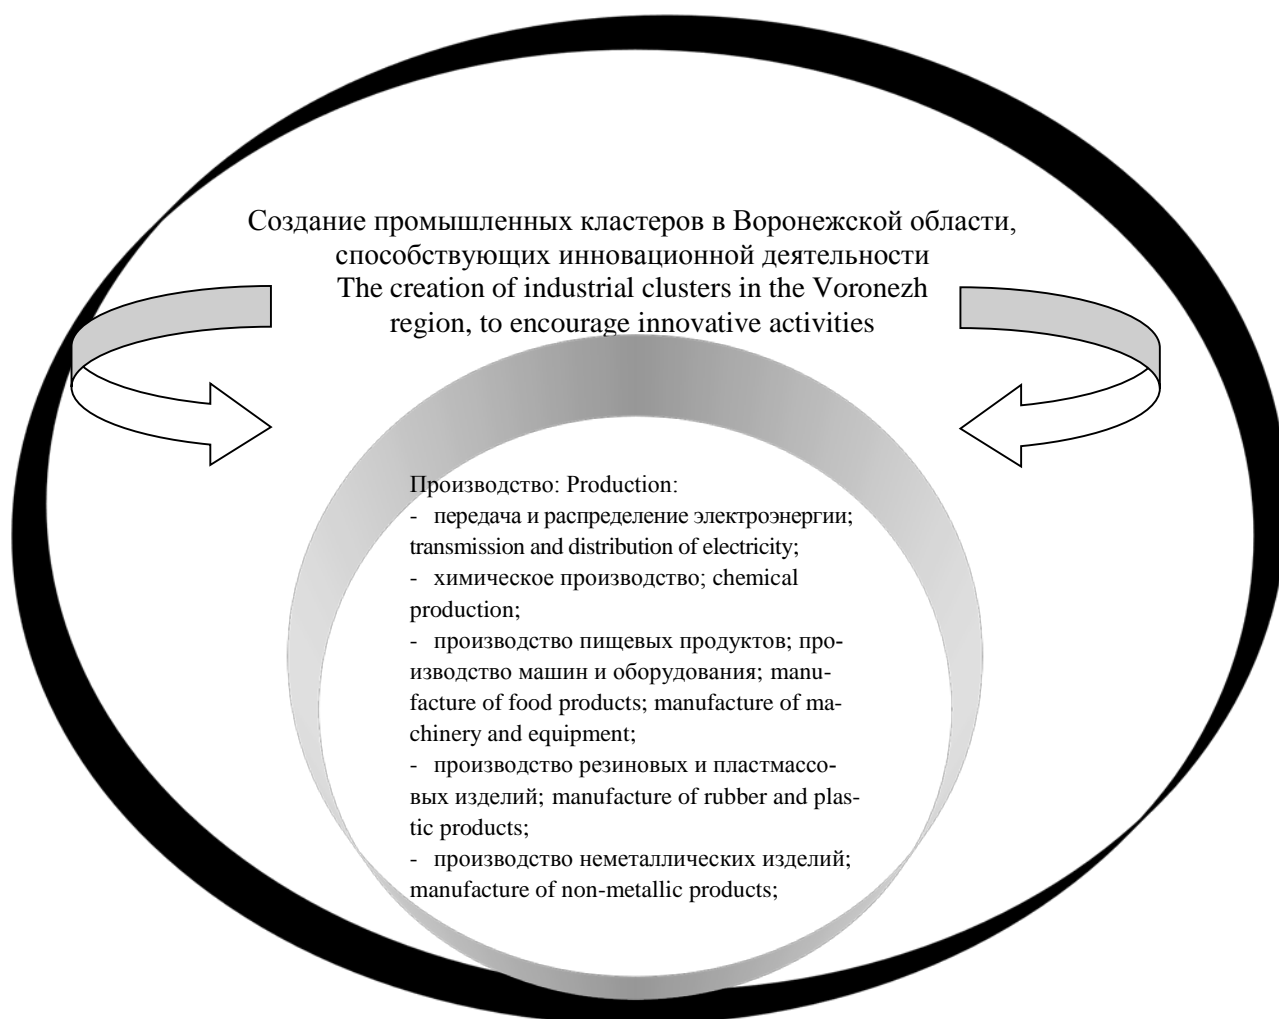 Создание промышленных кластеров в Воронежской области,
способствующих инновационной деятельности
The creation of industrial clusters in the Voronezh
region, to encourage innovative activities
Производство: Production:
- передача и распределение электроэнергии;
transmission and distribution of electricity;
- химическое производство; chemical
production;
- производство пищевых продуктов; про-
изводство машин и оборудования; manu-
facture of food products; manufacture of ma-
chinery and equipment;
- производство резиновых и пластмассо-
вых изделий; manufacture of rubber and plas-
tic products;
- производство неметаллических изделий;
manufacture of non-metallic products;